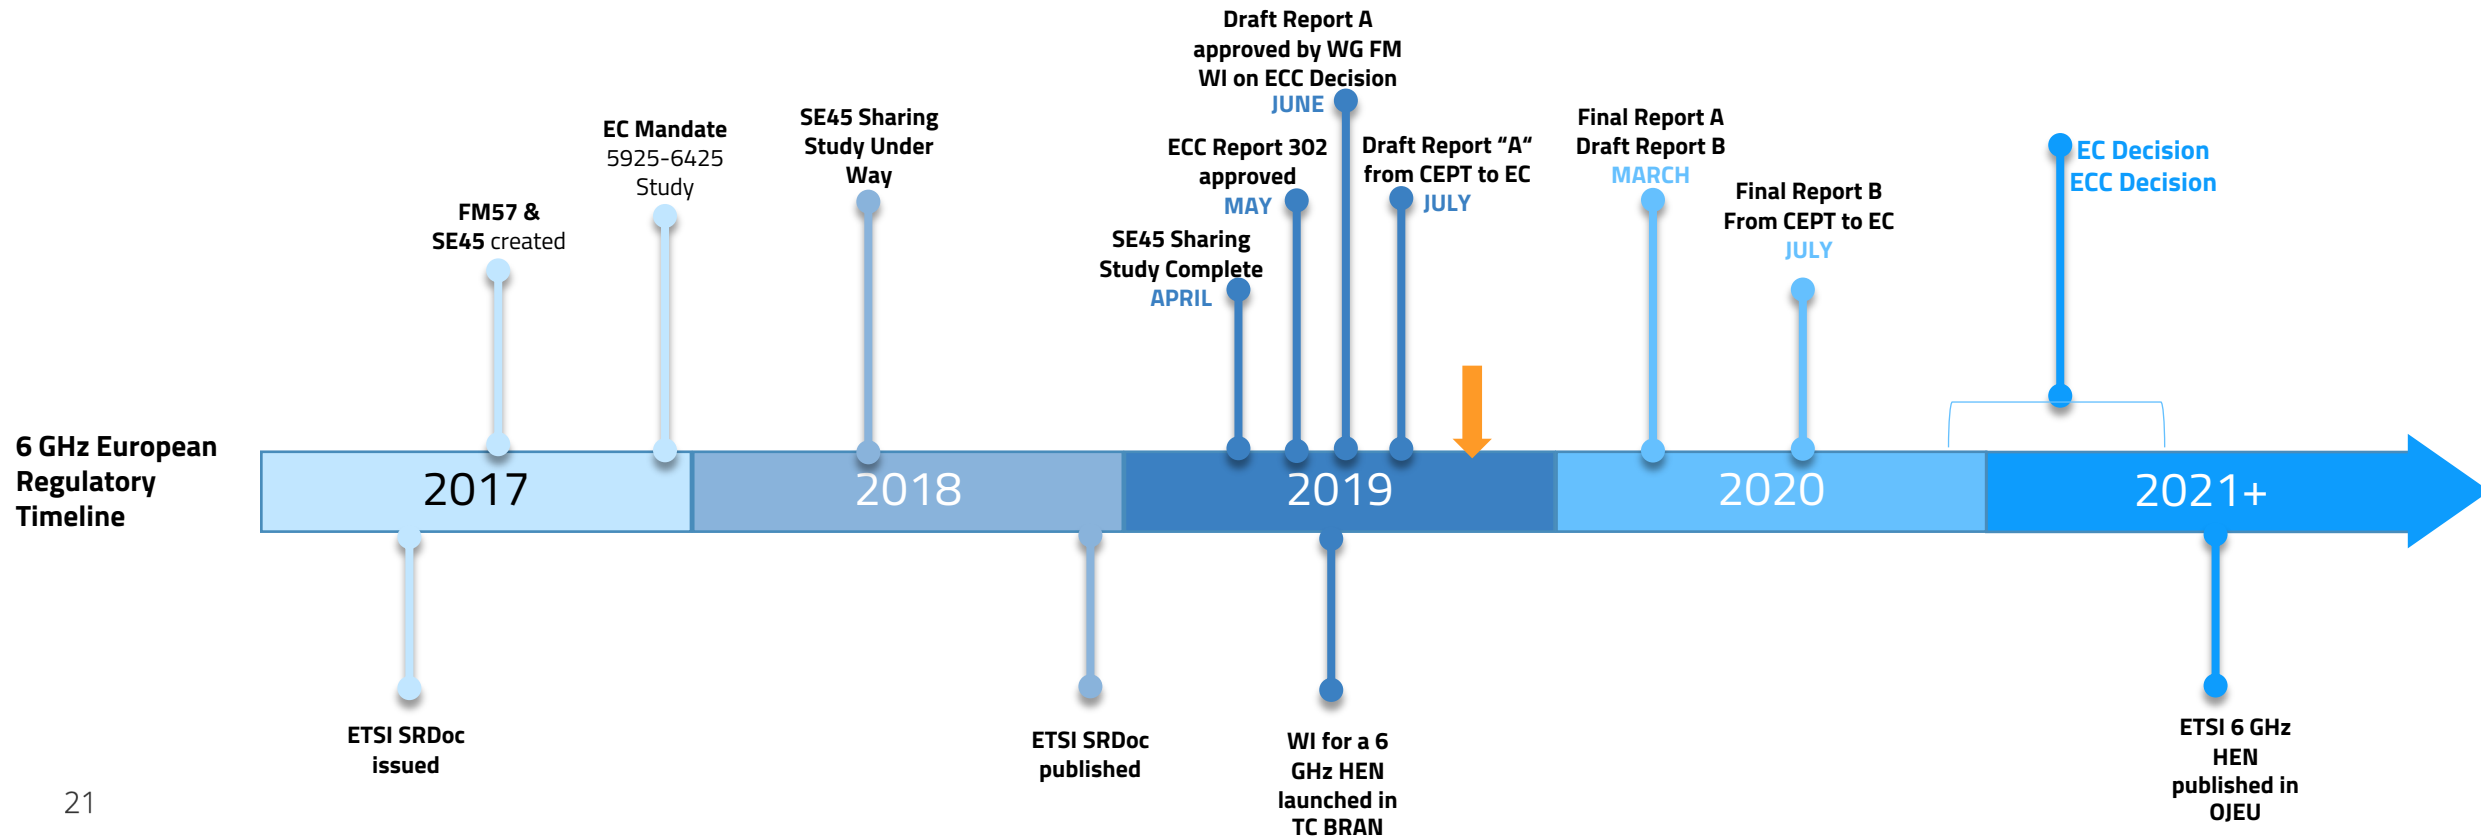 Draft Report A
approved by WG FM
WI on ECC Decision
JUNE
EC Mandate
5925-6425
Study
SE45 Sharing
Study Under
Way
ECC Report 302
approved
MAY
Draft Report “A“
from CEPT to EC
JULY
Final Report A
Draft Report B
MARCH
EC Decision
ECC Decision
FM57 &
SE45 created
SE45 Sharing
Study Complete
APRIL
Final Report B
From CEPT to EC
JULY
6 GHz European
Regulatory
Timeline
2017
2018
2019
2020
2021+
ETSI SRDoc
issued
ETSI SRDoc
published
WI for a 6
GHz HEN
launched in
TC BRAN
ETSI 6 GHz
HEN
published in
OJEU
21